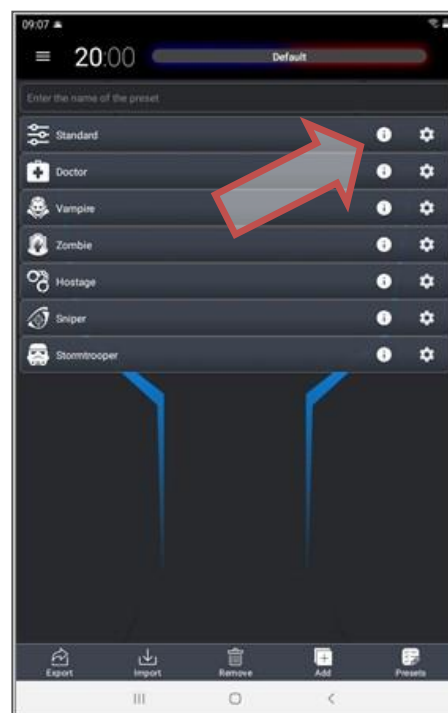 09:07
20:00
Default
Enter the name of the preset
Standard
Doctor
Vampire
Zombie
Hostage
Sniper
Stormtrooper
Export Import Remove Add Presets